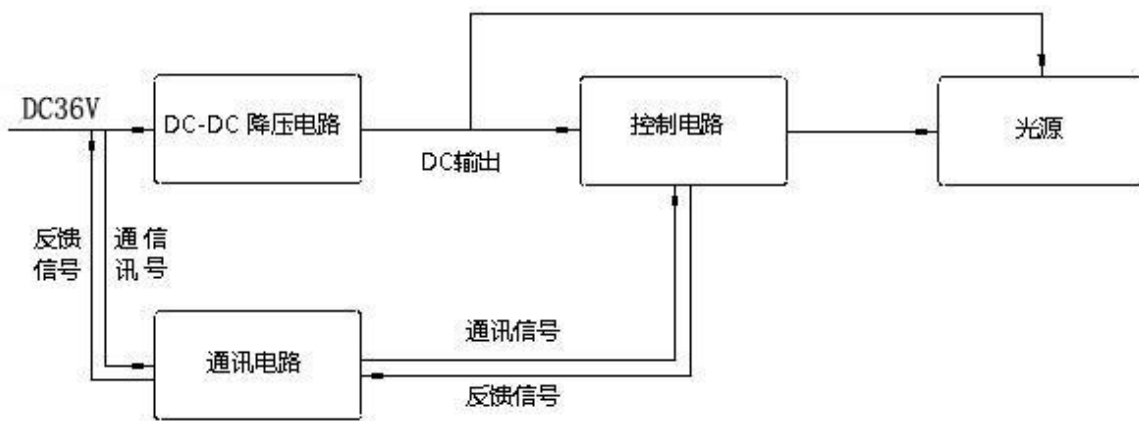 DC36V
DC-DC 降压电路
DC输出
控制电路
光源
反馈
信号
通信
讯号
通讯电路
通讯信号
反馈信号